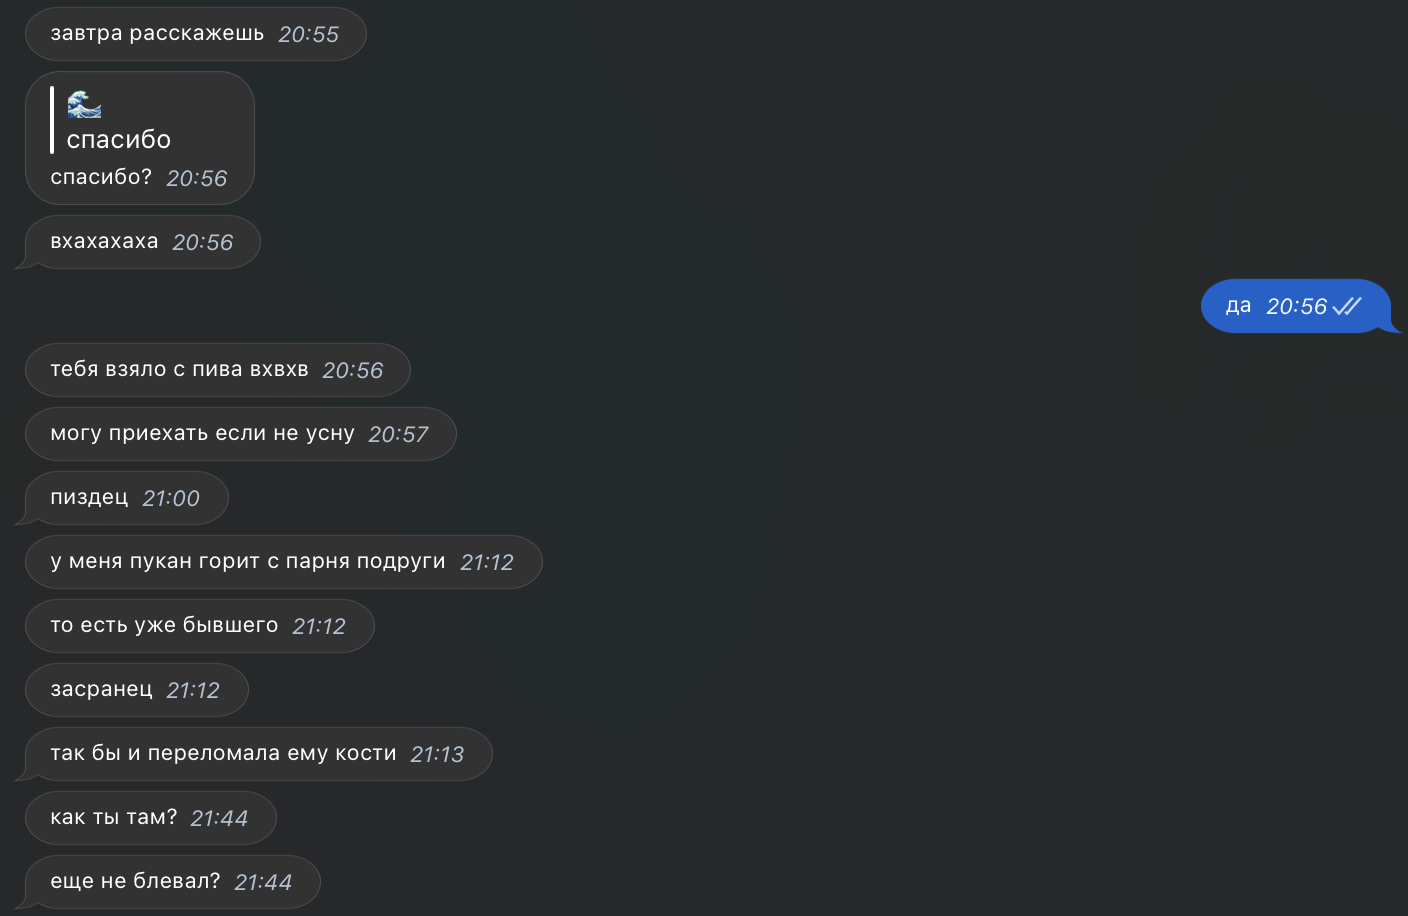 завтра расскажешь 20:55
🌊
спасибо
спасибо? 20:56
вхахахаха 20:56
да 20:56
тебя взяло с пива вхвхв 20:56
могу приехать если не усну 20:57
пиздец 21:00
у меня пукан горит с парня подруги 21:12
то есть уже бывшего 21:12
засранец 21:12
так бы и переломала ему кости 21:13
как ты там? 21:44
еще не блевал? 21:44